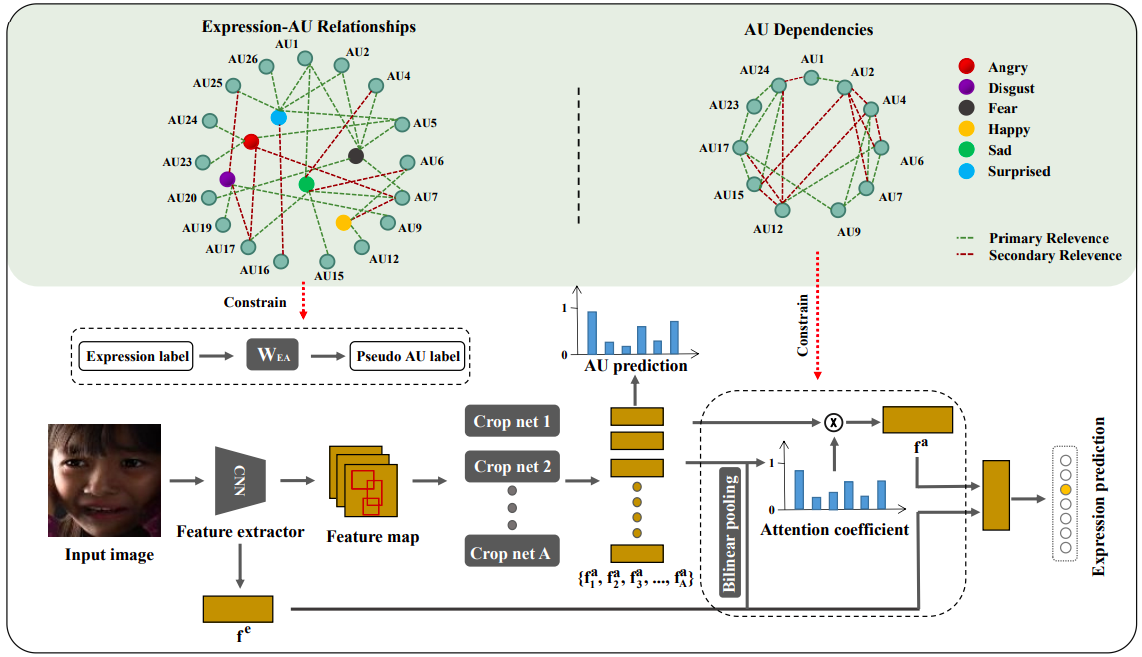 Expression-AU Relationships
AU1
AU2
AU26
AU25
AU4
AU24
AU5
AU23
AU6
AU20
AU7
AU19
AU9
AU17
AU12
AU16
AU15
AU Dependencies
AU1
AU24
AU2
AU23
AU4
AU17
AU6
AU15
AU7
AU12
AU9
Angry
Disgust
Fear
Happy
Sad
Surprised
Primary Relevence
Secondary Relevence
Constrain
Constrain
Expression label
W_EA
Pseudo AU label
1
0
AU prediction
Input image
CNN
Feature extractor
Feature map
Crop net 1
Crop net 2
Crop net A
{f_1^a, f_2^a, f_3^a, ..., f_A^a}
Bilinear pooling
x
1
0
Attention coefficient
f^a
f^e
Expression prediction